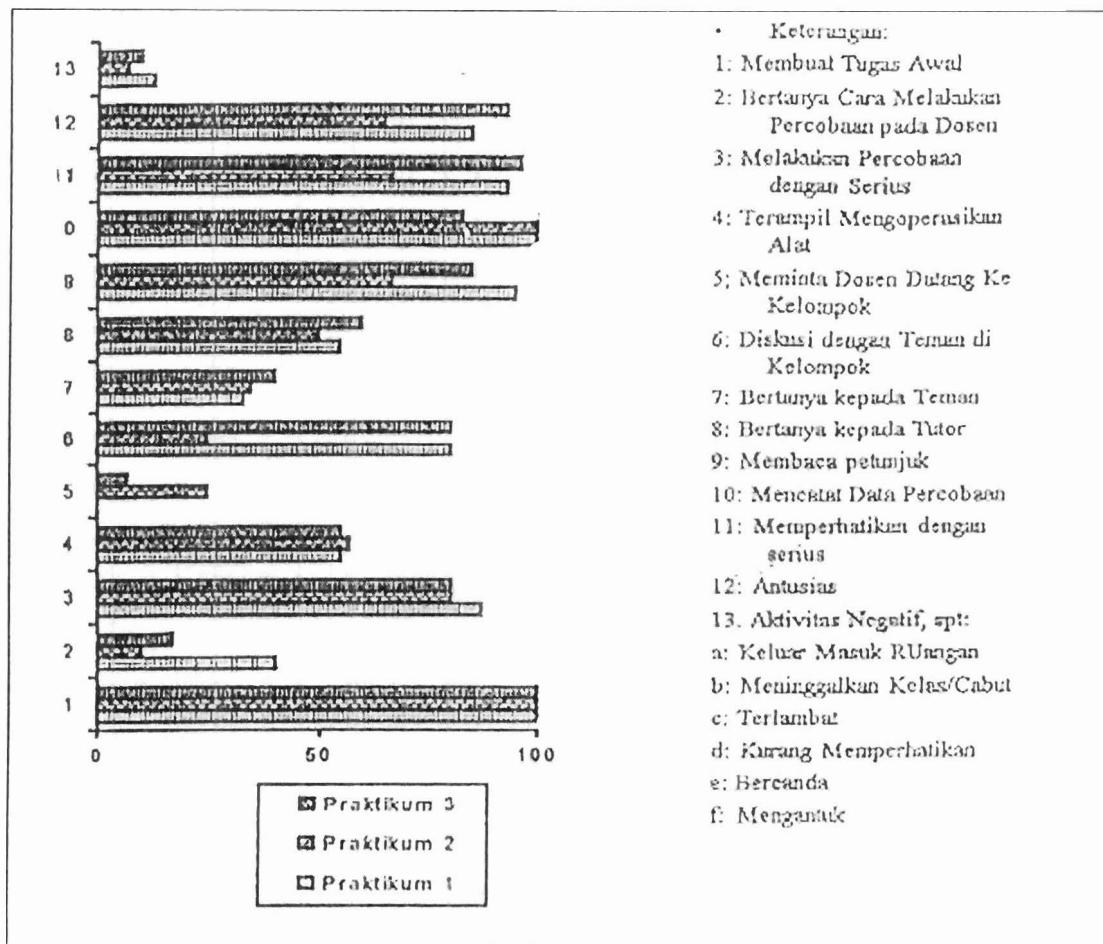 13
12
11
0
8
8
7
6
5
4
3
2
1
0 50 100
Praktikum 3
Praktikum 2
Praktikum 1
• Keterangan:
1: Membuat Tugas Awal
2: Bertanya Cara Melakukan
Percobaan pada Dosen
3: Melakukan Percobaan
dengan Serius
4: Terampil Mengoperasikan
Alat
5: Meminta Dosen Datang Ke
Kelompok
6: Diskusi dengan Teman di
Kelompok
7: Bertanya kepada Teman
8: Bertanya kepada Tutor
9: Membaca petunjuk
10: Mencatat Data Percobaan
11: Memperhatikan dengan
serius
12: Antusias
13. Aktivitas Negatif, spt:
a: Keluar Masuk RUangan
b: Meninggalkan Kelas/Cabut
c: Terlambat
d: Kurang Memperhatikan
e: Bercanda
f: Mengantuk